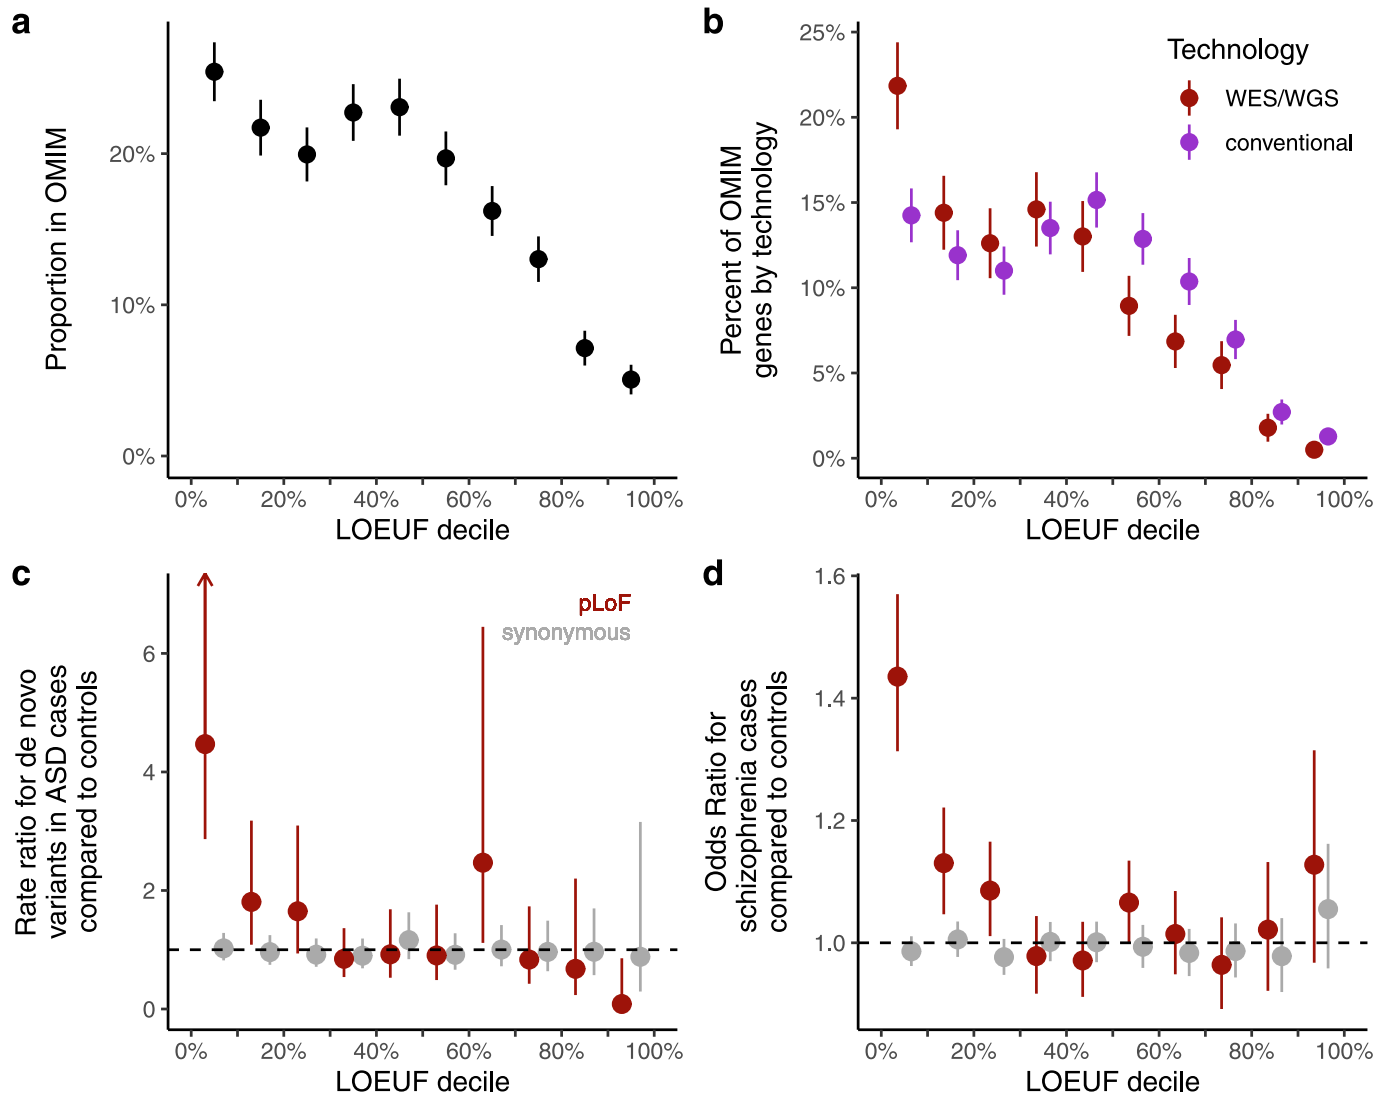 a
Proportion in OMIM
20%
10%
0%
0% 20% 40% 60% 80% 100%
LOEUF decile
b
Percent of OMIM
genes by technology
25%
20%
15%
10%
5%
0%
Technology
WES/WGS
conventional
0% 20% 40% 60% 80% 100%
LOEUF decile
c
Rate ratio for de novo
variants in ASD cases
compared to controls
6
4
2
0
pLoF
synonymous
0% 20% 40% 60% 80% 100%
LOEUF decile
d
Odds Ratio for
schizophrenia cases
compared to controls
1.6
1.4
1.2
1.0
0% 20% 40% 60% 80% 100%
LOEUF decile